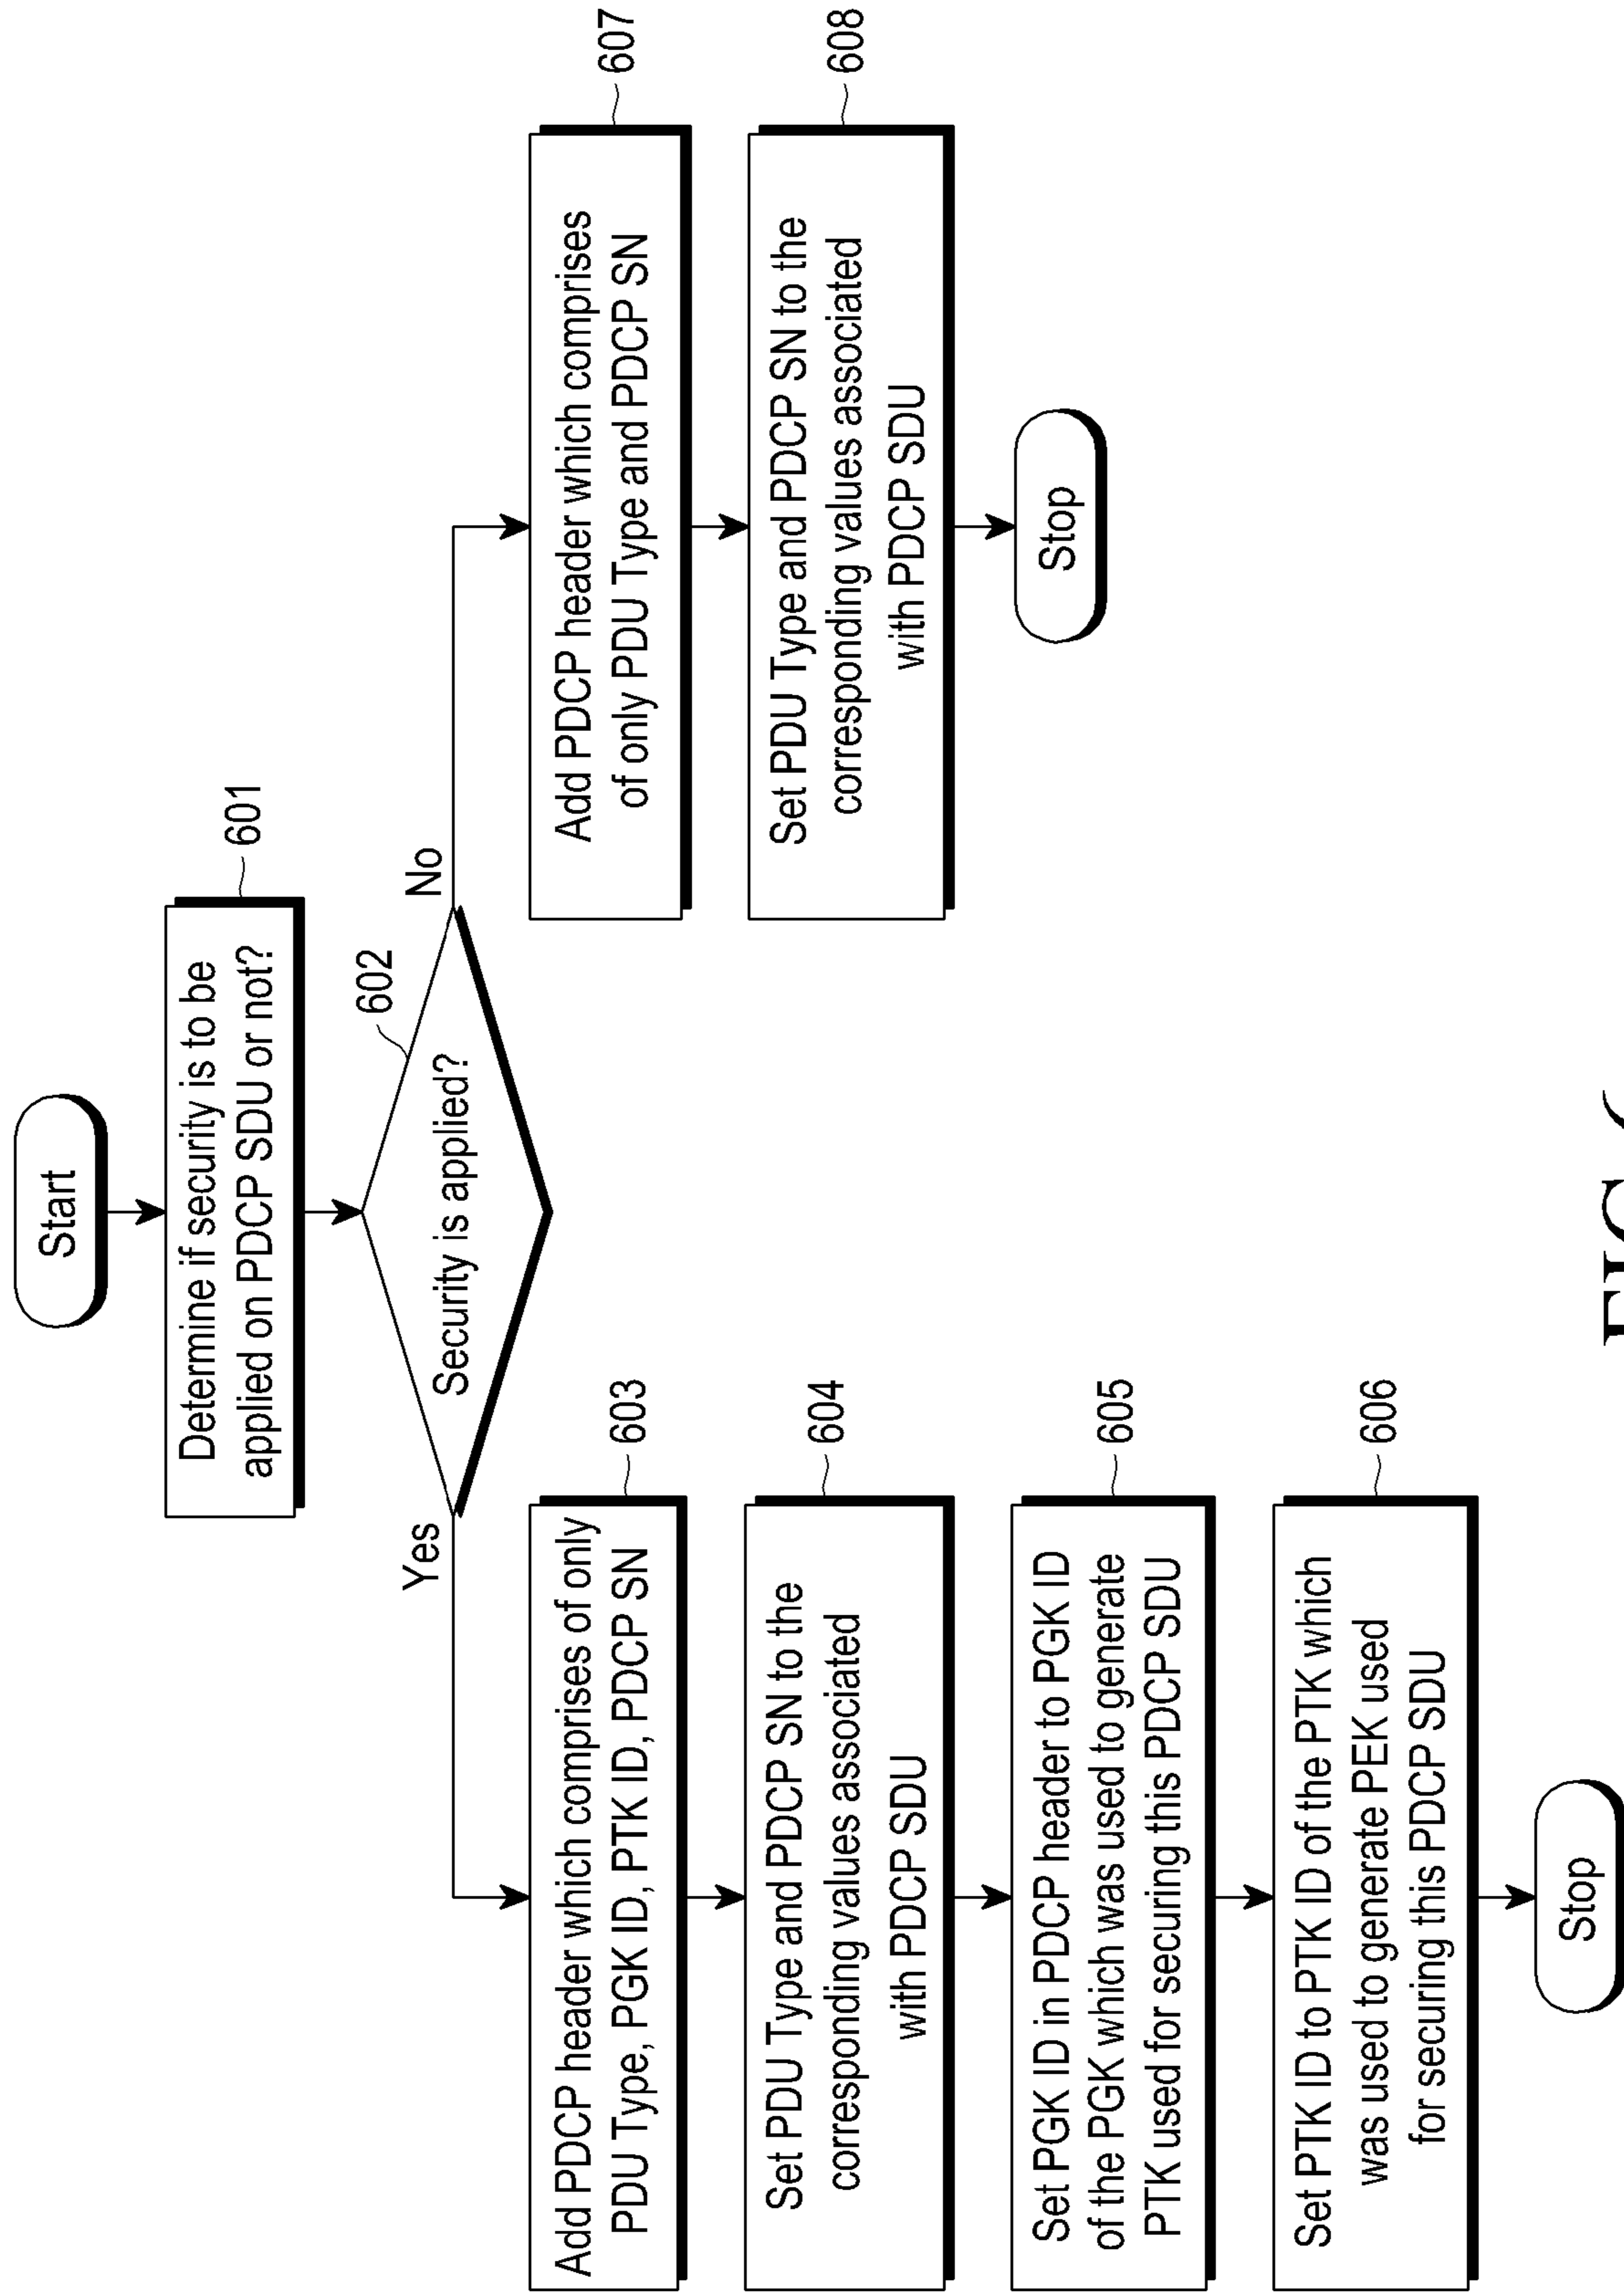 Start
Determine if security is to be
applied on PDCP SDU or not?
601
602
Security is applied?
Yes
No
Add PDCP header which comprises of only
PDU Type, PGK ID, PTK ID, PDCP SN
603
Set PDU Type and PDCP SN to the
corresponding values associated
with PDCP SDU
604
Set PGK ID in PDCP header to PGK ID
of the PGK which was used to generate
PTK used for securing this PDCP SDU
605
Set PTK ID to PTK ID of the PTK which
was used to generate PEK used
for securing this PDCP SDU
606
Stop
Add PDCP header which comprises
of only PDU Type and PDCP SN
607
Set PDU Type and PDCP SN to the
corresponding values associated
with PDCP SDU
608
Stop